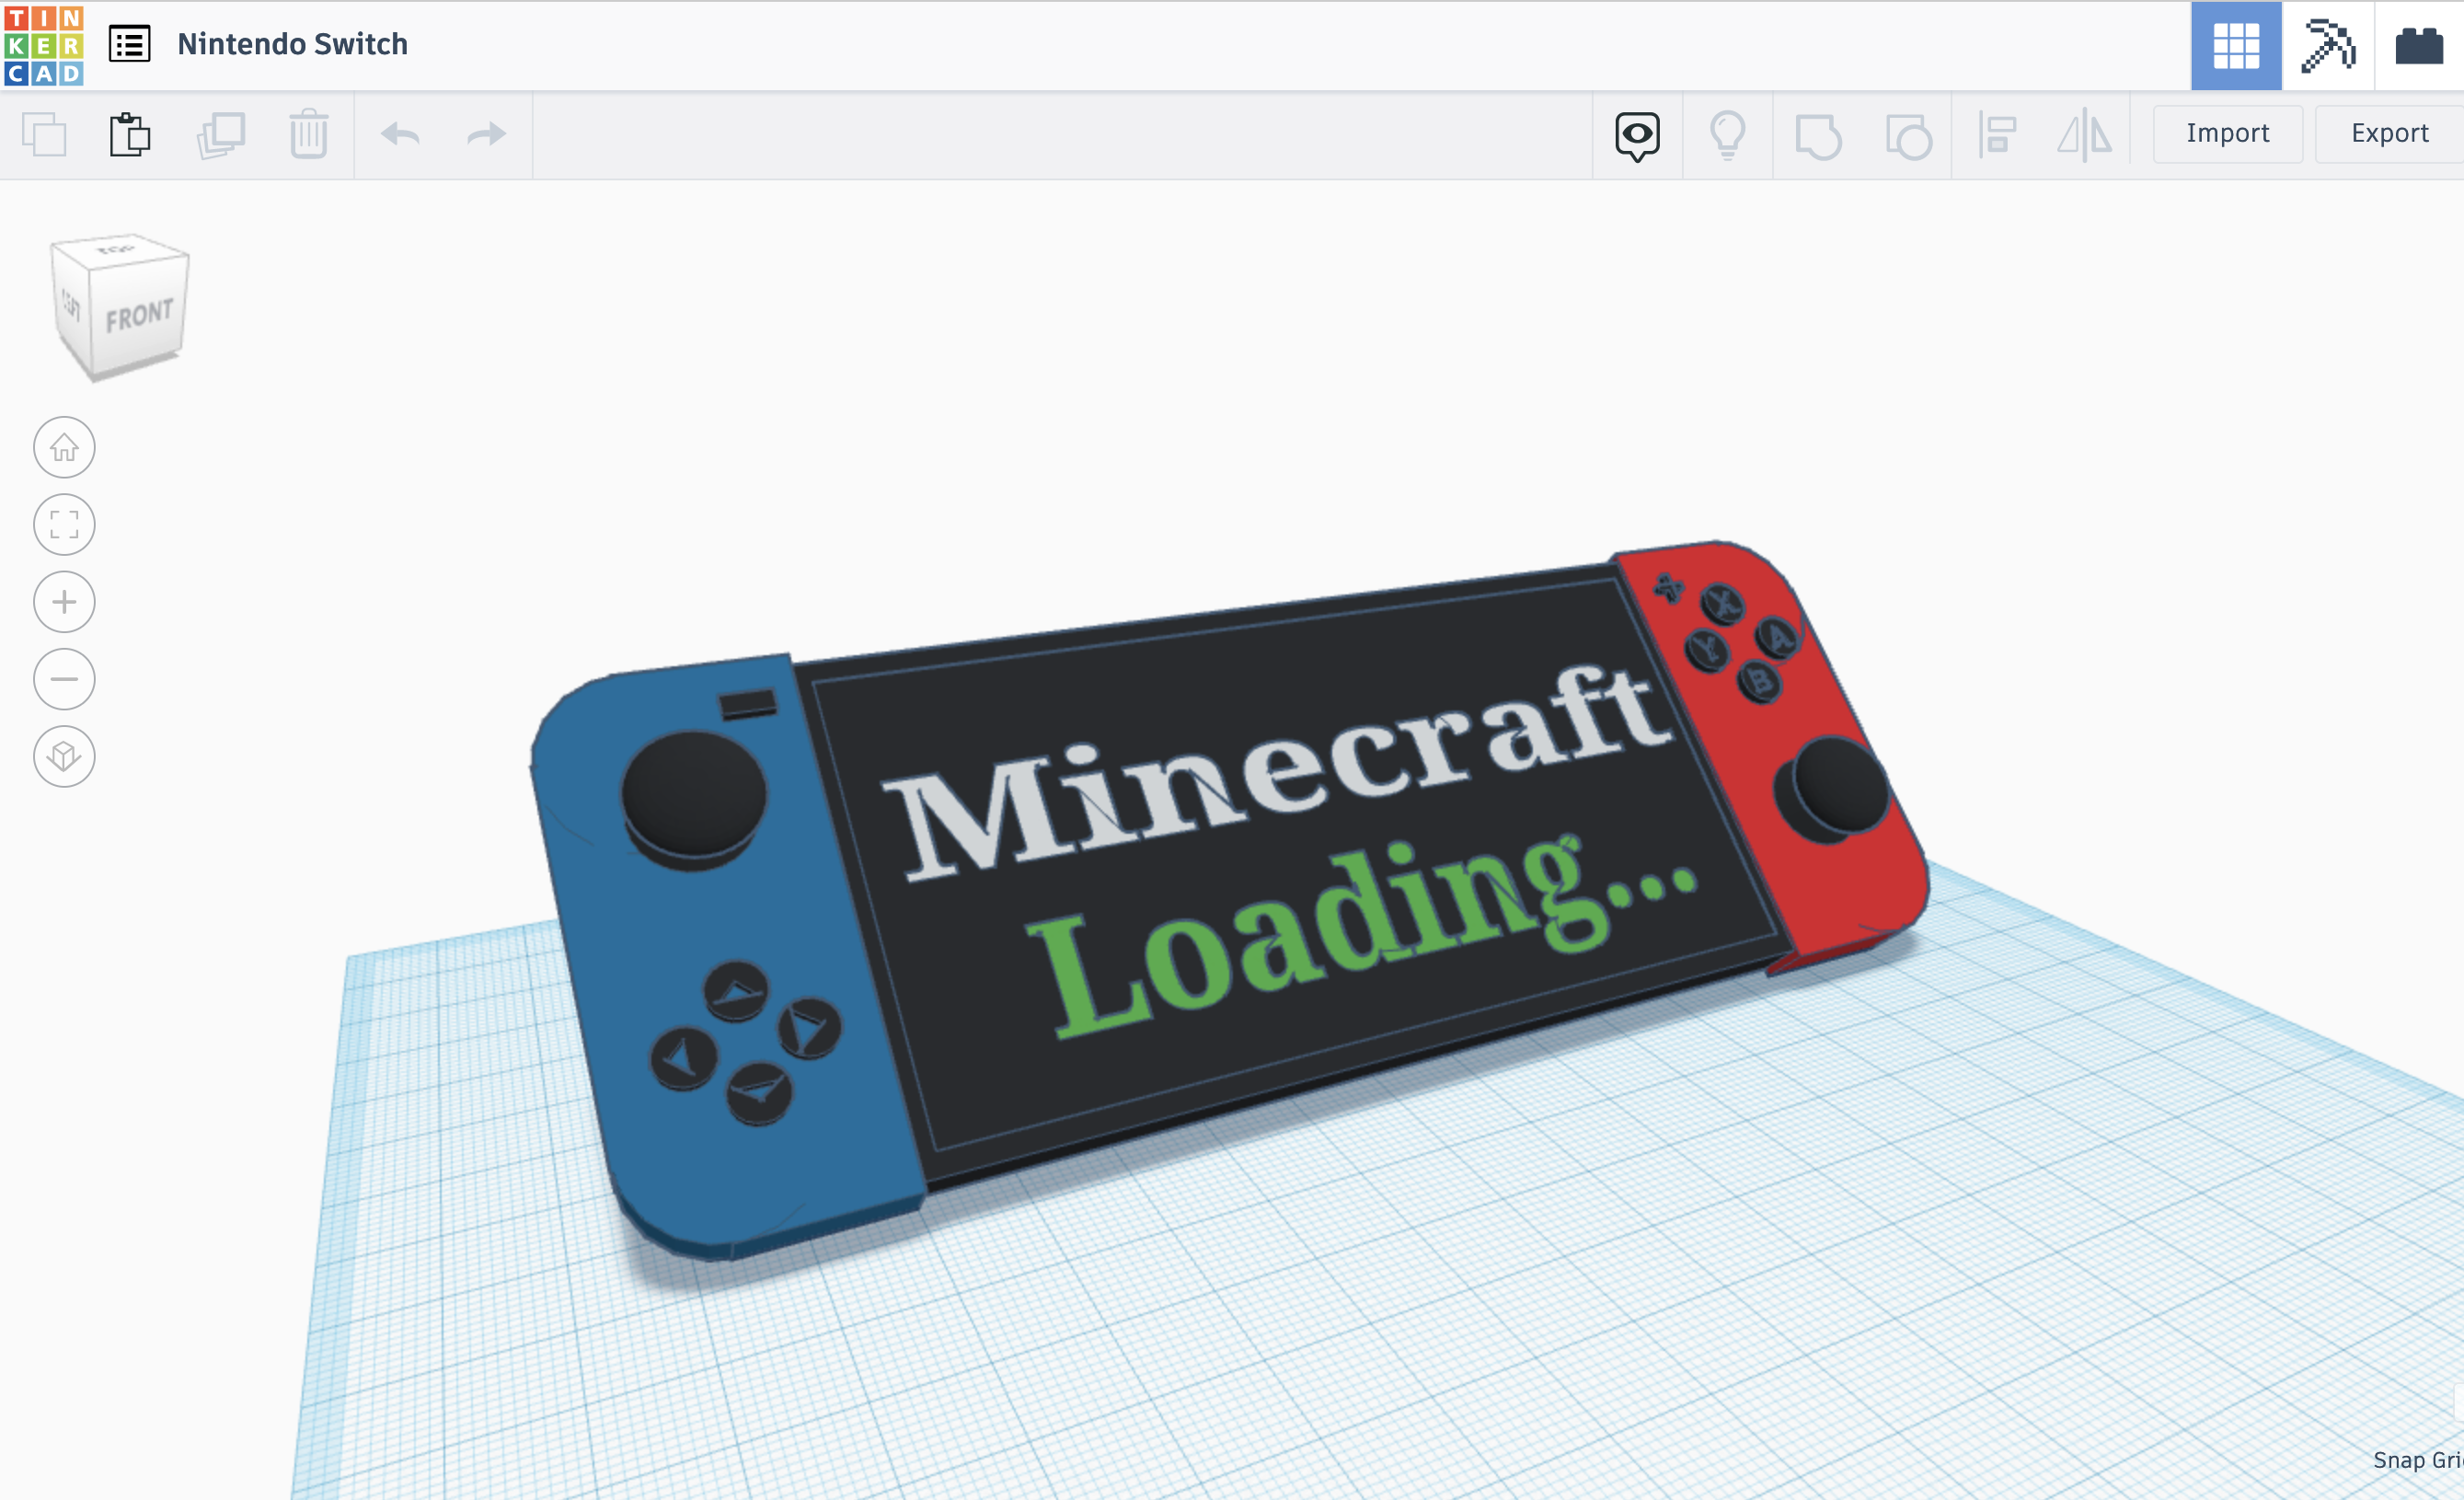 TIN
KER
CAD
Nintendo Switch
Import
Export
TOP
LEFT
FRONT
X
Y
A
B
Minecraft
Loading...
Snap Gri